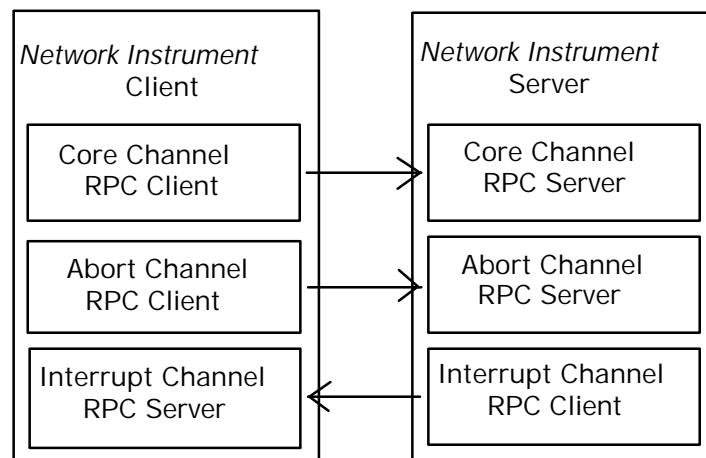 Network Instrument
Client
Core Channel
RPC Client
Abort Channel
RPC Client
Interrupt Channel
RPC Server
Network Instrument
Server
Core Channel
RPC Server
Abort Channel
RPC Server
Interrupt Channel
RPC Client